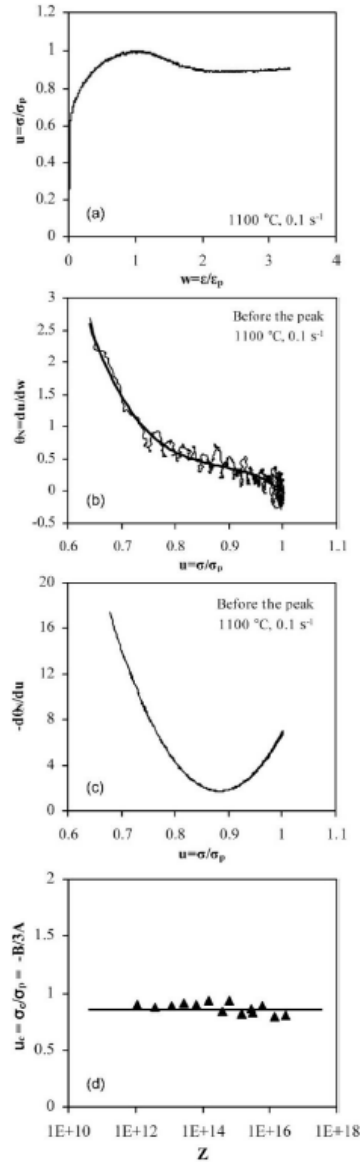 1.2
1
0.8
0.6
0.4
0.2
0
u=σ/σp
(a)
1100 °C, 0.1 s-1
0 1 2 3 4
w=ε/εp
3
2.5
2
1.5
1
0.5
0
-0.5
θN=du/dw
Before the peak
1100 °C, 0.1 s-1
(b)
0.6 0.7 0.8 0.9 1 1.1
u=σ/σp
20
16
12
8
4
0
-dθN/du
Before the peak
1100 °C, 0.1 s-1
(c)
0.6 0.7 0.8 0.9 1 1.1
u=σ/σp
2
1.5
1
0.5
0
uc = σc/σp = -B/3A
(d)
1E+10 1E+12 1E+14 1E+16 1E+18
Z